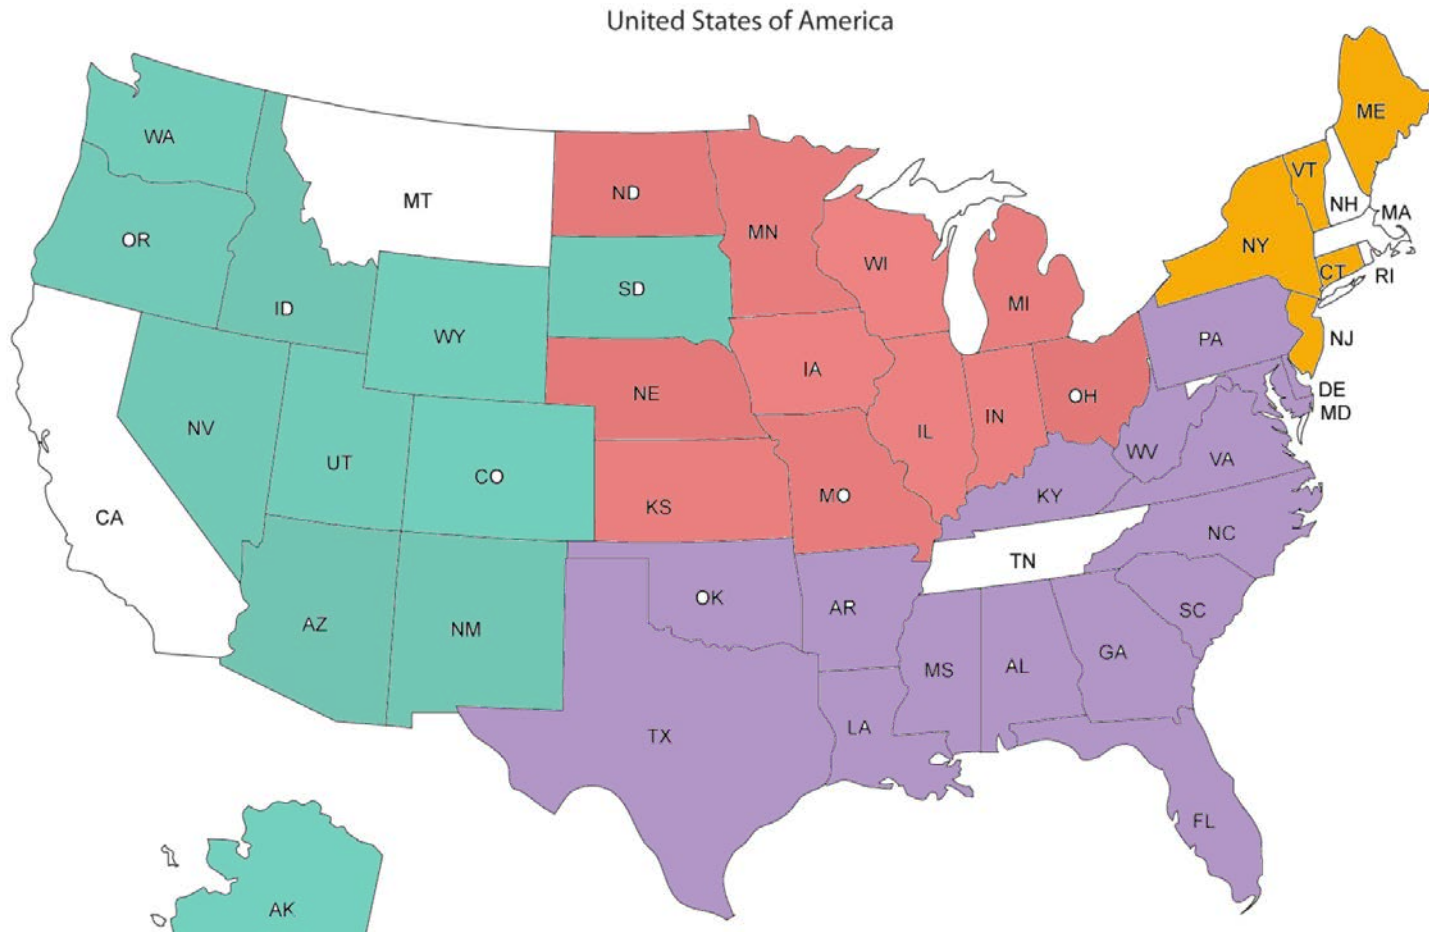 United States of America
ME
WA
VT
MT
ND
NH
MA
OR
MN
NY
WI
CT
RI
SD
ID
MI
WY
PA
NJ
IA
NE
OH
DE
MD
NV
IN
IL
UT
WV
VA
CO
KY
MO
KS
CA
NC
TN
OK
AR
SC
AZ
NM
GA
MS
AL
LA
TX
FL
AK